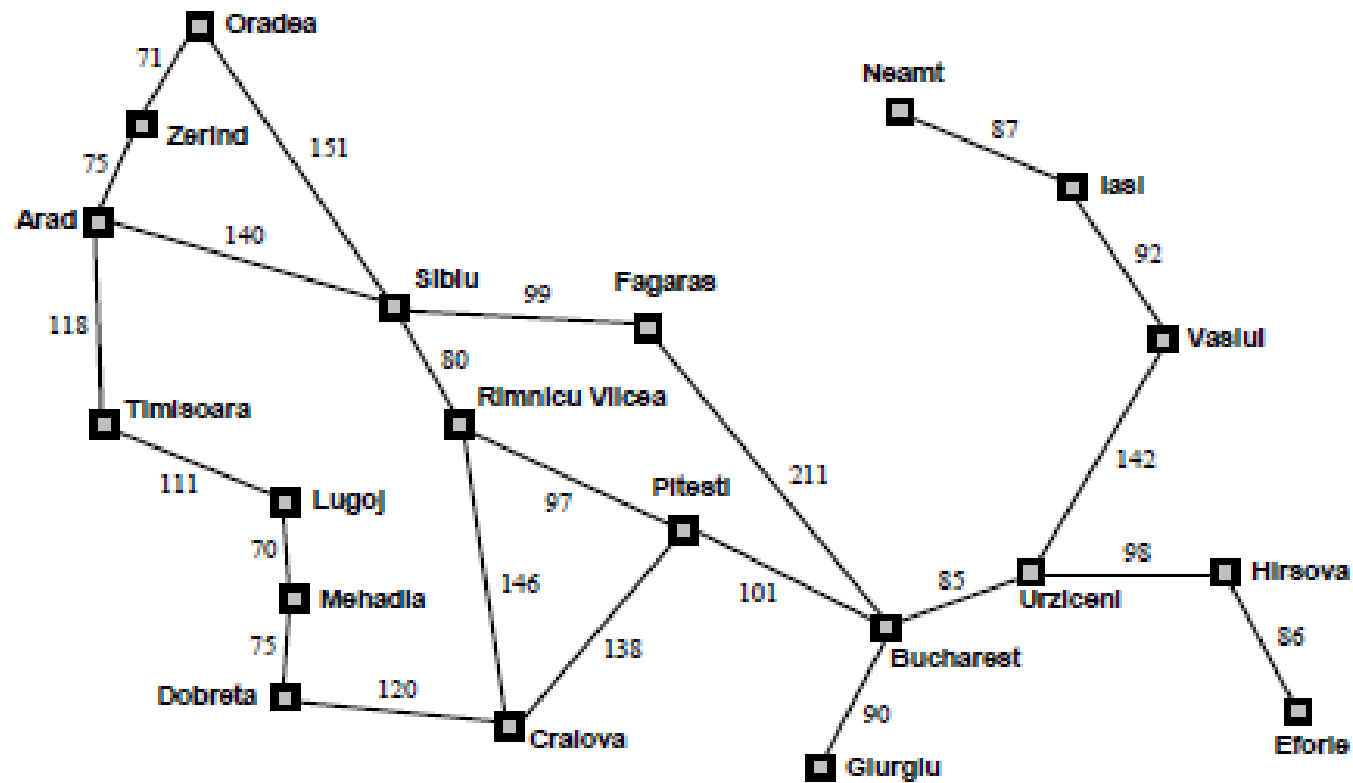 Oradea
71
Neamt
87
Zerind
151
75
Iasi
Arad
140
92
Sibiu
99
Fagaras
118
80
Vaslui
Timisoara
Rimnicu Vilcea
142
111
97
Pitesti
211
Lugoj
70
98
Hirsova
85
Urziceni
146
101
Mehadia
86
75
138
Bucharest
120
Dobreta
90
Craiova
Eforie
Giurgiu